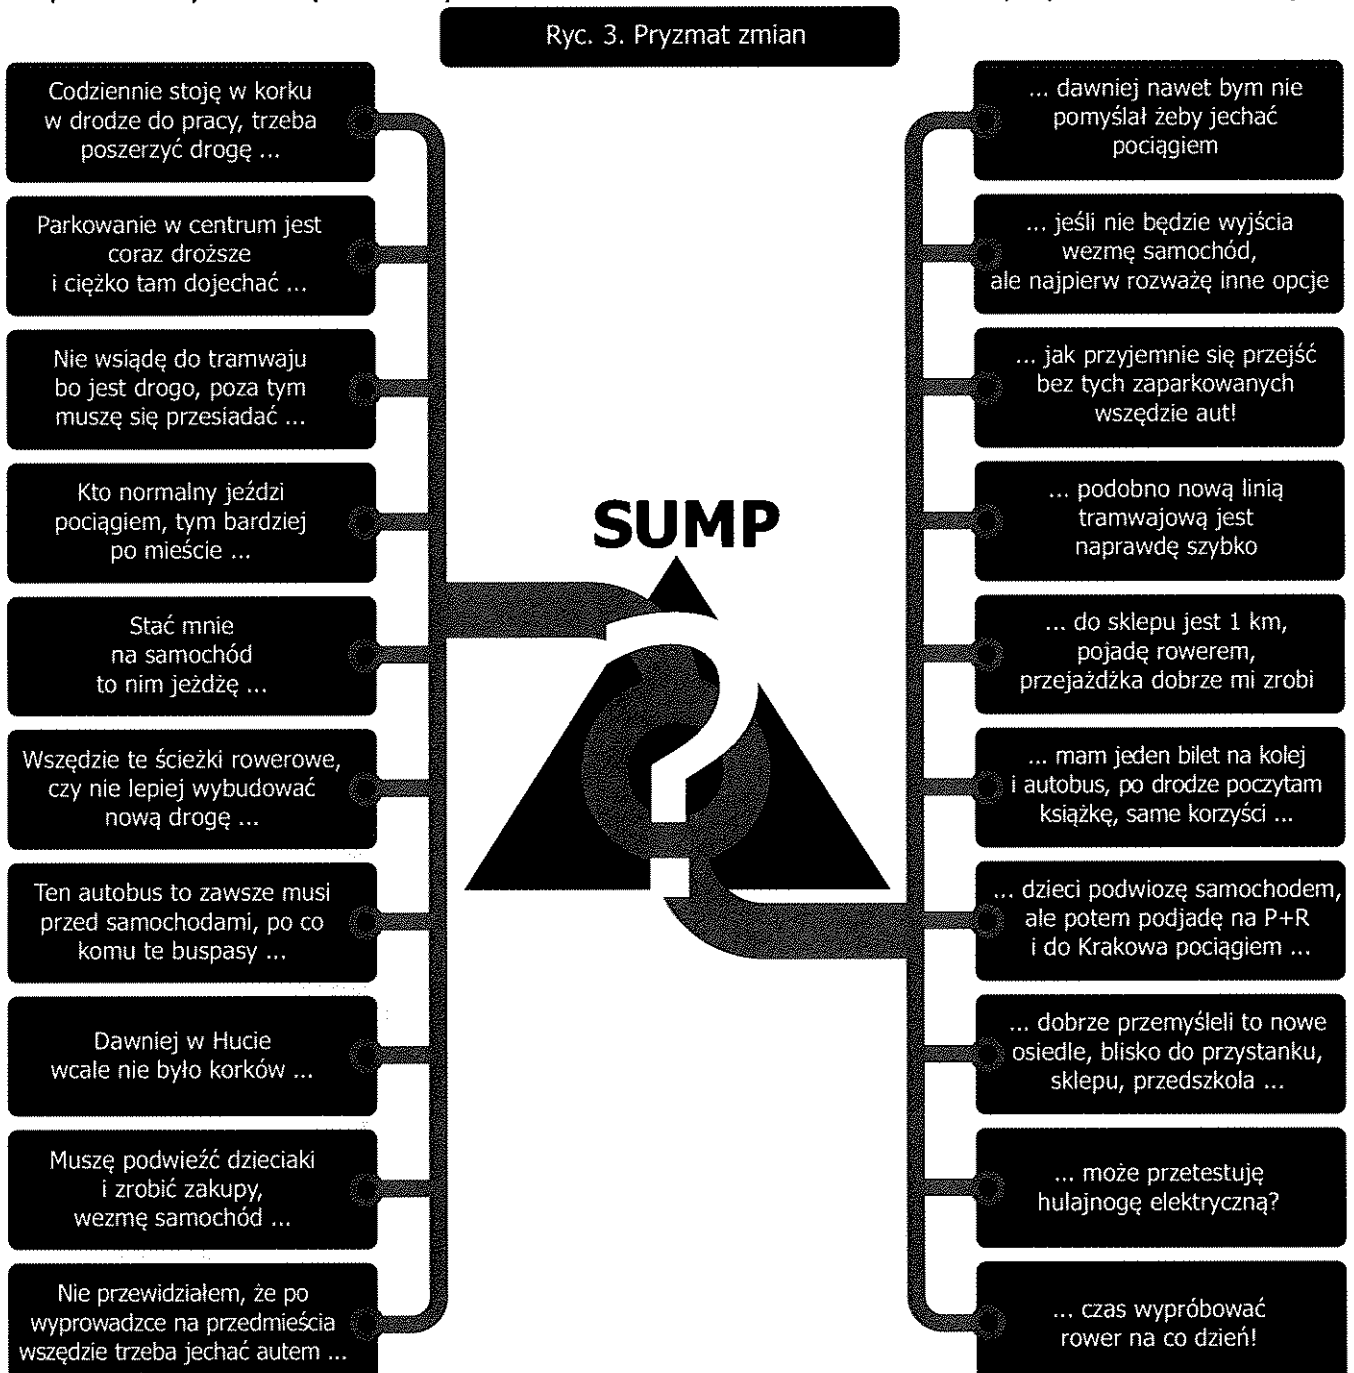 Ryc. 3. Pryzmat zmian
Codziennie stoję w korku
w drodze do pracy, trzeba
poszerzyć drogę ...
Parkowanie w centrum jest
coraz droższe
i ciężko tam dojechać ...
Nie wsiądę do tramwaju
bo jest drogo, poza tym
muszę się przesiadać ...
Kto normalny jeździ
pociągiem, tym bardziej
po mieście ...
Stać mnie
na samochód
to nim jeżdżę ...
Wszędzie te ścieżki rowerowe,
czy nie lepiej wybudować
nową drogę ...
Ten autobus to zawsze musi
przed samochodami, po co
komu te buspasy ...
Dawniej w Hucie
wcale nie było korków ...
Muszę podwieźć dzieciaki
i zrobić zakupy,
wezmę samochód ...
Nie przewidziałem, że po
wyprowadzce na przedmieścia
wszędzie trzeba jechać autem ...
SUMP
?
... dawniej nawet bym nie
pomyślał żeby jechać
pociągiem
... jeśli nie będzie wyjścia
wezmę samochód,
ale najpierw rozważę inne opcje
... jak przyjemnie się przejść
bez tych zaparkowanych
wszędzie aut!
... podobno nową linią
tramwajową jest
naprawdę szybko
... do sklepu jest 1 km,
pojadę rowerem,
przejażdżka dobrze mi zrobi
... mam jeden bilet na kolej
i autobus, po drodze poczytam
książkę, same korzyści ...
... dzieci podwiozę samochodem,
ale potem podjadę na P+R
i do Krakowa pociągiem ...
... dobrze przemyśleli to nowe
osiedle, blisko do przystanku,
sklepu, przedszkola ...
... może przetestuję
hulajnogę elektryczną?
... czas wypróbować
rower na co dzień!